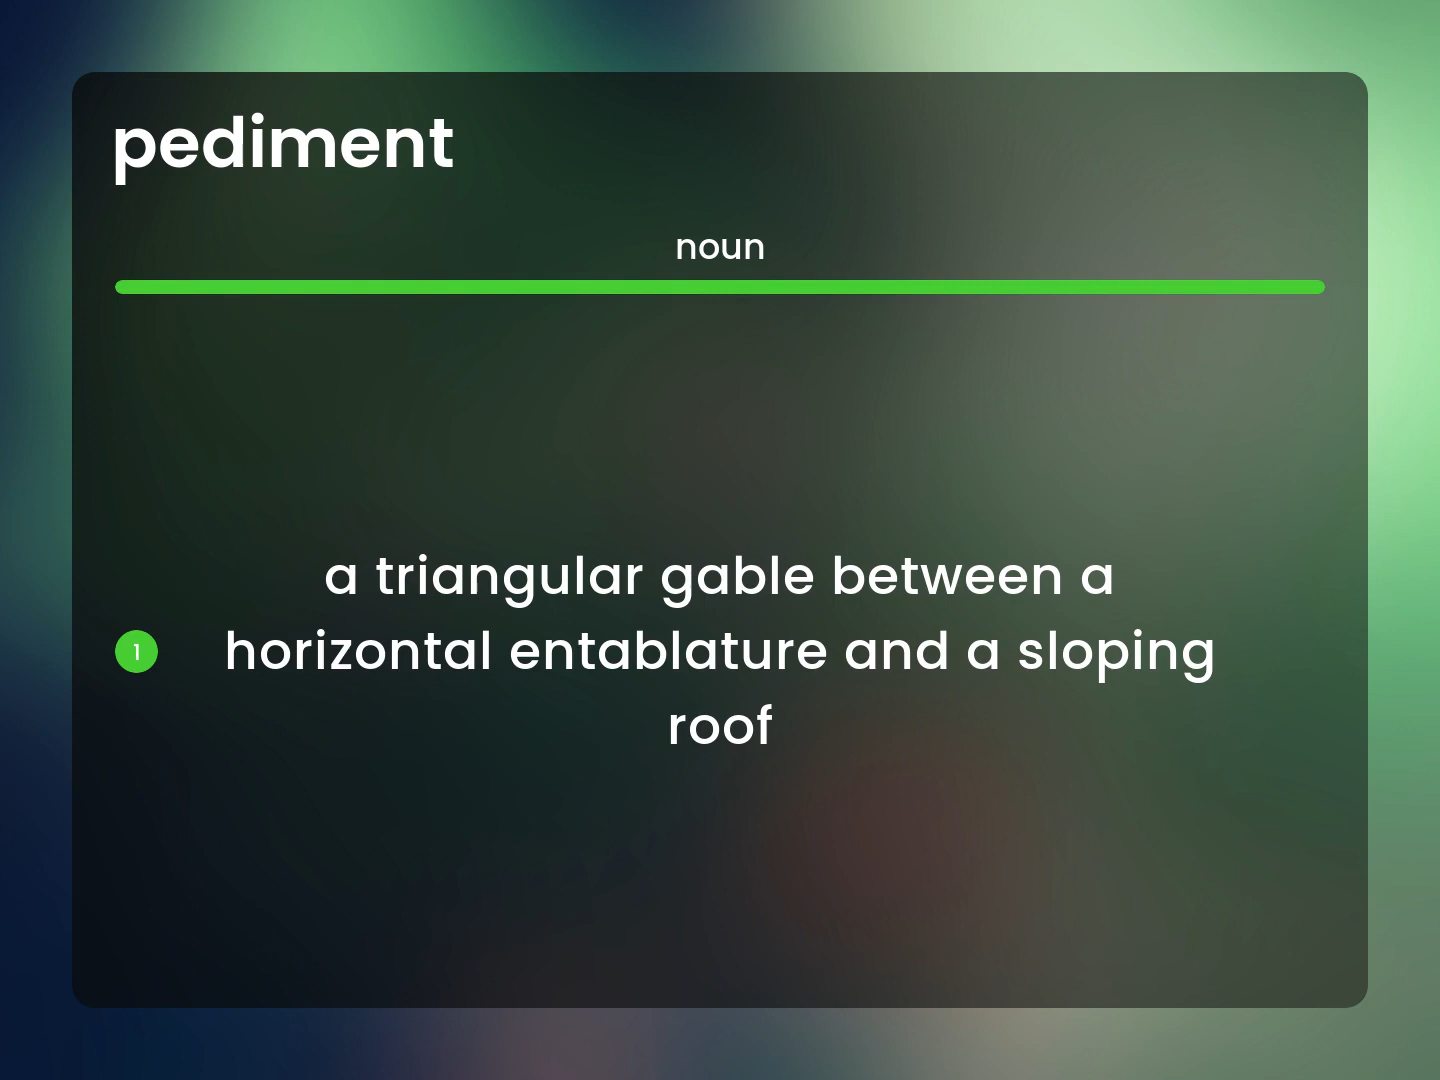 pediment
noun
a triangular gable between a
1 horizontal entablature and a sloping
roof